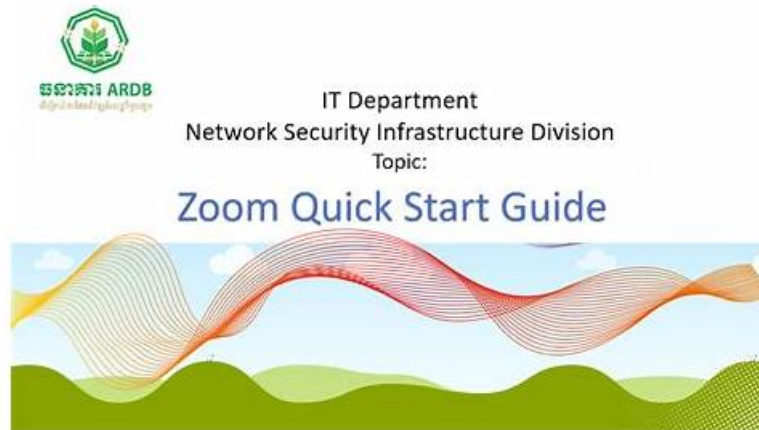 ធនាគារ ARDB
IT Department
Network Security Infrastructure Division
Topic:
Zoom Quick Start Guide